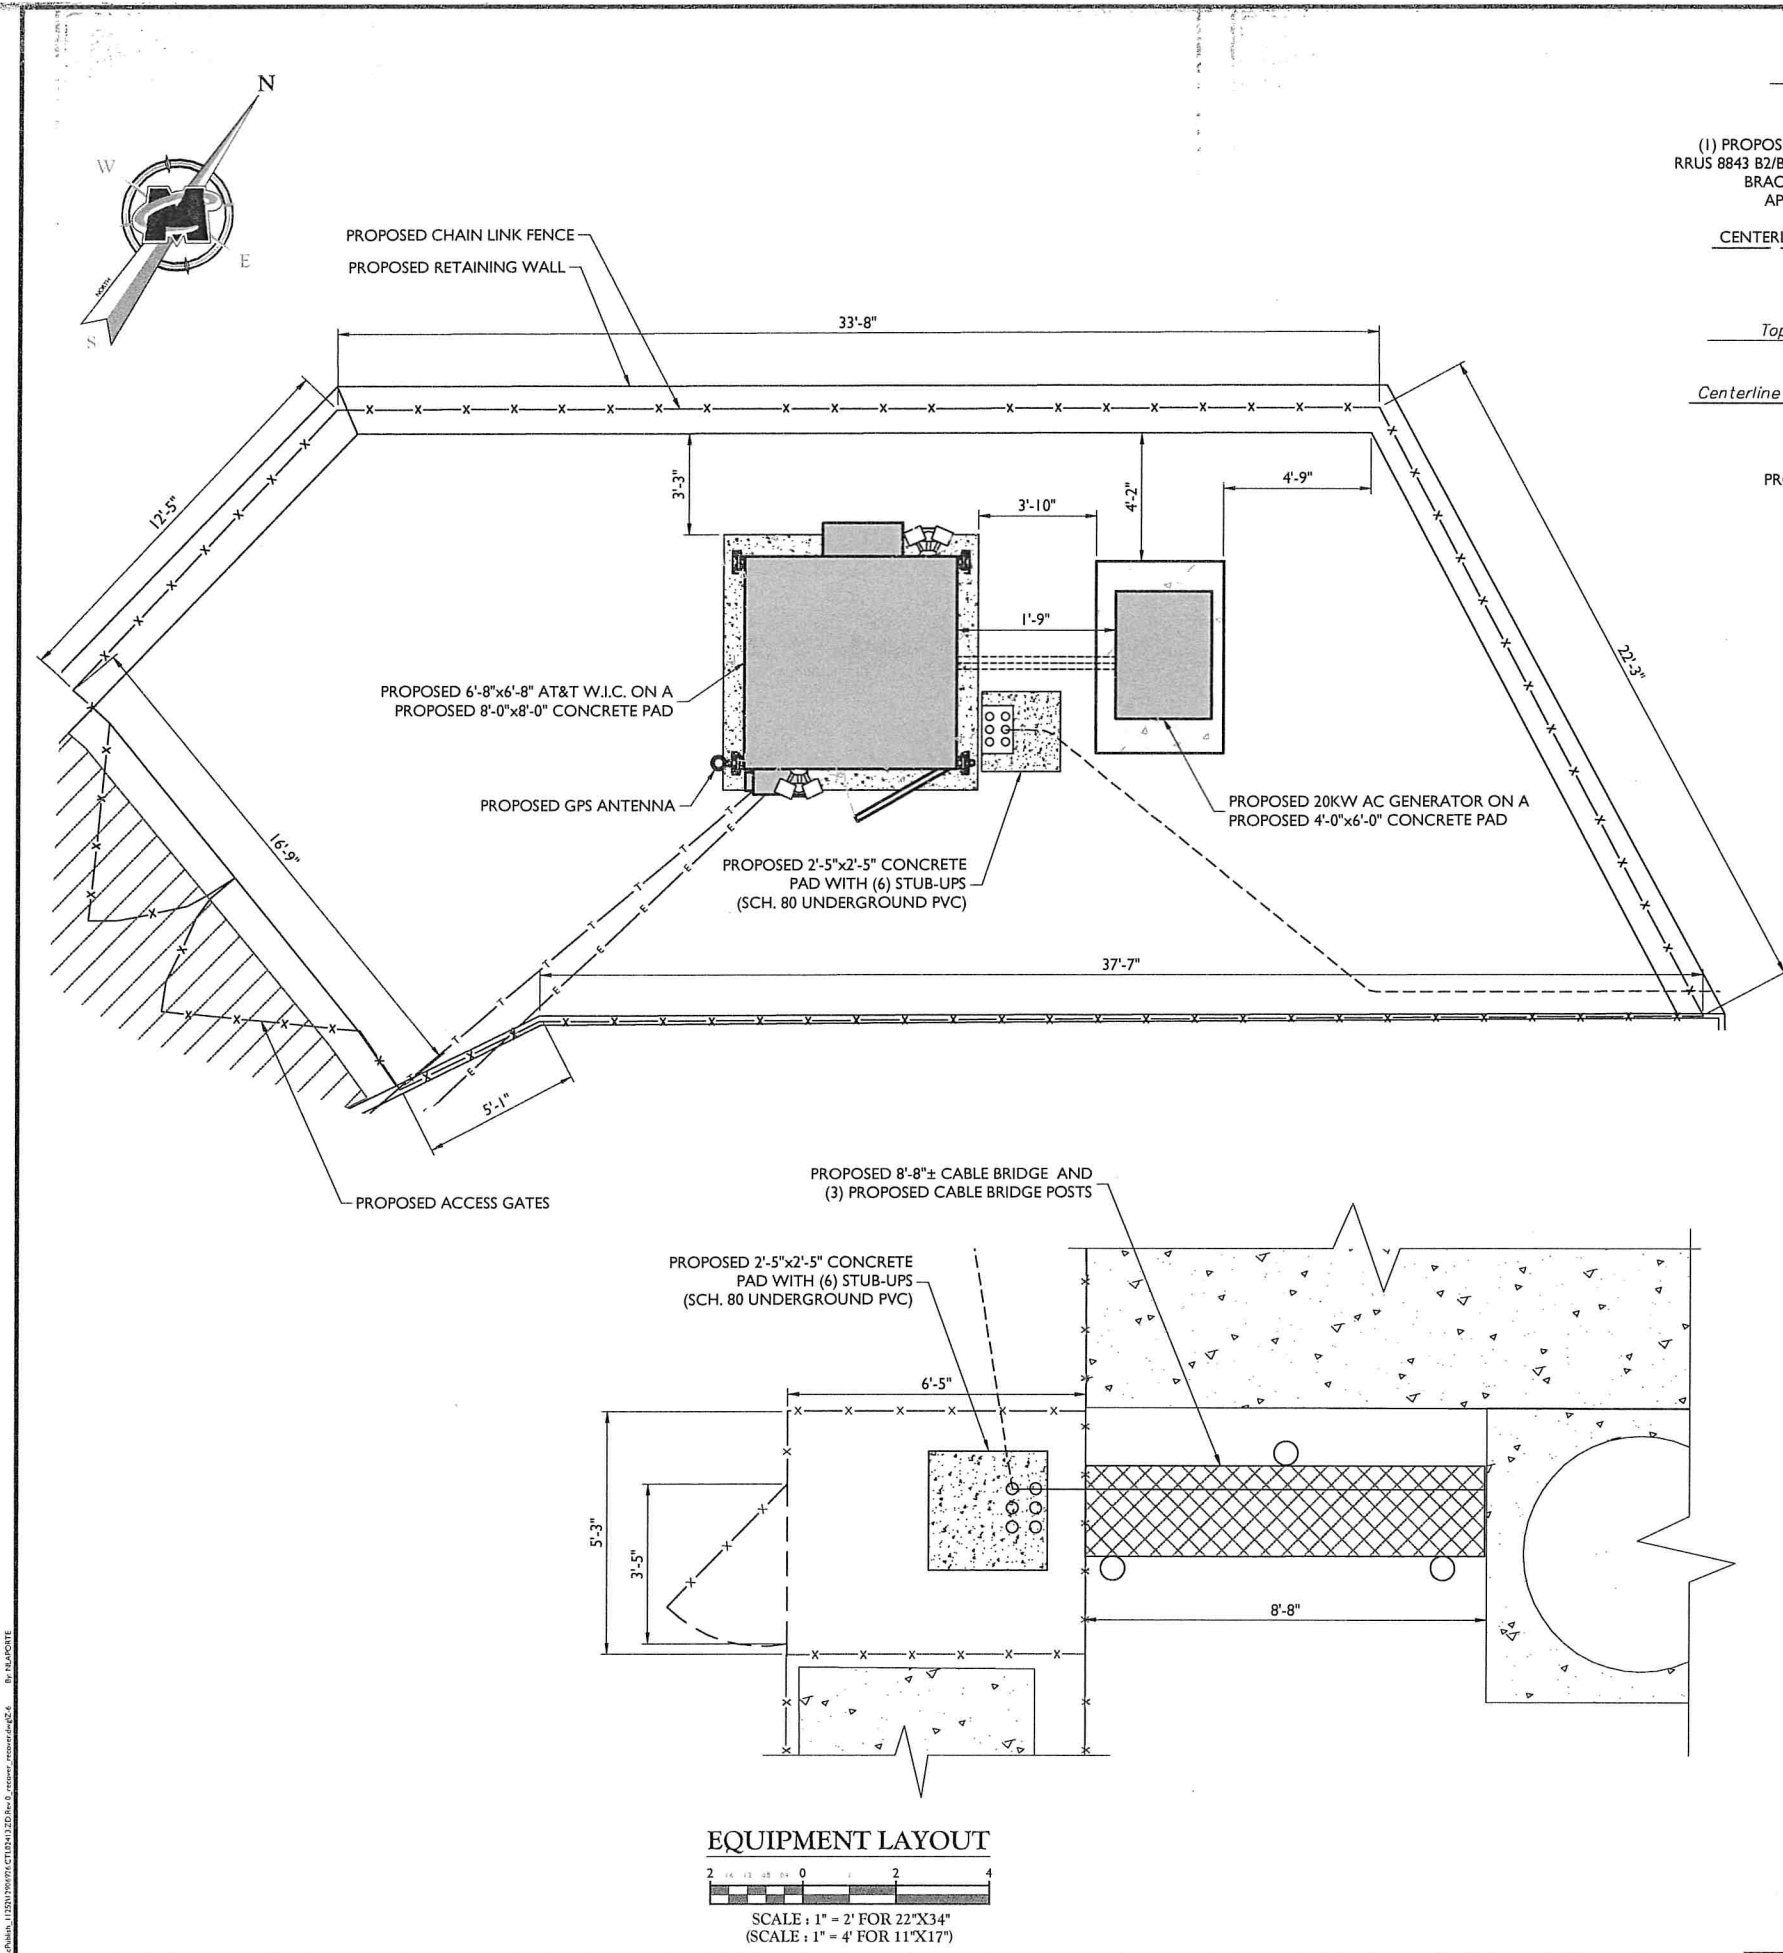 N
W
E
NORTH
S
(1) PROPOS
RRUS 8843 B2/B
BRAC
AP
CENTERL
Top
Centerline
PR
PROPOSED CHAIN LINK FENCE
PROPOSED RETAINING WALL
33'-8"
12'-5"
3'-3"
3'-10"
4'-2"
4'-9"
1'-9"
22'-3"
PROPOSED 6'-8"x6'-8" AT&T W.I.C. ON A
PROPOSED 8'-0"x8'-0" CONCRETE PAD
PROPOSED GPS ANTENNA
PROPOSED 20KW AC GENERATOR ON A
PROPOSED 4'-0"x6'-0" CONCRETE PAD
16'-9"
PROPOSED 2'-5"x2'-5" CONCRETE
PAD WITH (6) STUB-UPS
(SCH. 80 UNDERGROUND PVC)
37'-7"
5'-1"
PROPOSED ACCESS GATES
PROPOSED 8'-8"± CABLE BRIDGE AND
(3) PROPOSED CABLE BRIDGE POSTS
PROPOSED 2'-5"x2'-5" CONCRETE
PAD WITH (6) STUB-UPS
(SCH. 80 UNDERGROUND PVC)
6'-5"
5'-3"
3'-5"
8'-8"
EQUIPMENT LAYOUT
2 0 2 4
SCALE : 1" = 2' FOR 22"X34"
(SCALE : 1" = 4' FOR 11"X17")
By: NLAPORTE